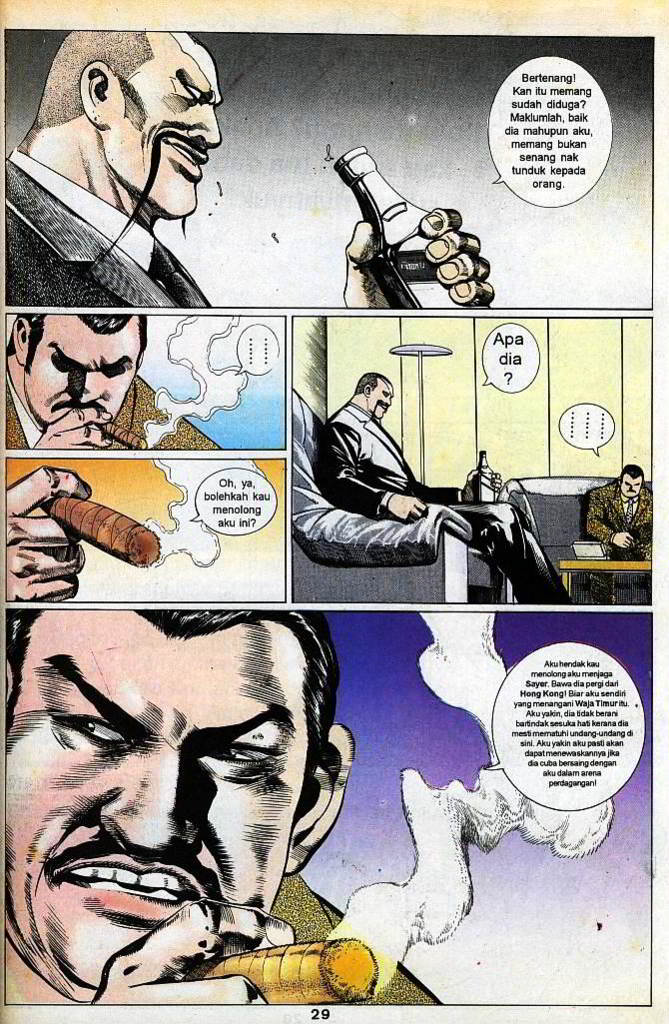 Bertenang!
Kan itu memang
sudah diduga?
Maklumlah, baik
dia mahupun aku,
memang bukan
senang nak
tunduk kepada
orang.
Apa
dia
?
Oh, ya,
bolehkah kau
menolong
aku ini?
Aku hendak kau
menolong aku menjaga
Sayer. Bawa dia pergi dari
Hong Kong! Biar aku sendiri
yang menangani Waja Timur itu.
Aku yakin, dia tidak berani
bartindak sesuka hati kerana dia
mesti mematuhi undang-undang di
sini. Aku yakin aku pasti akan
dapat menewaskannya jika
dia cuba bersaing dengan
aku dalam arena
perdagangan!
29